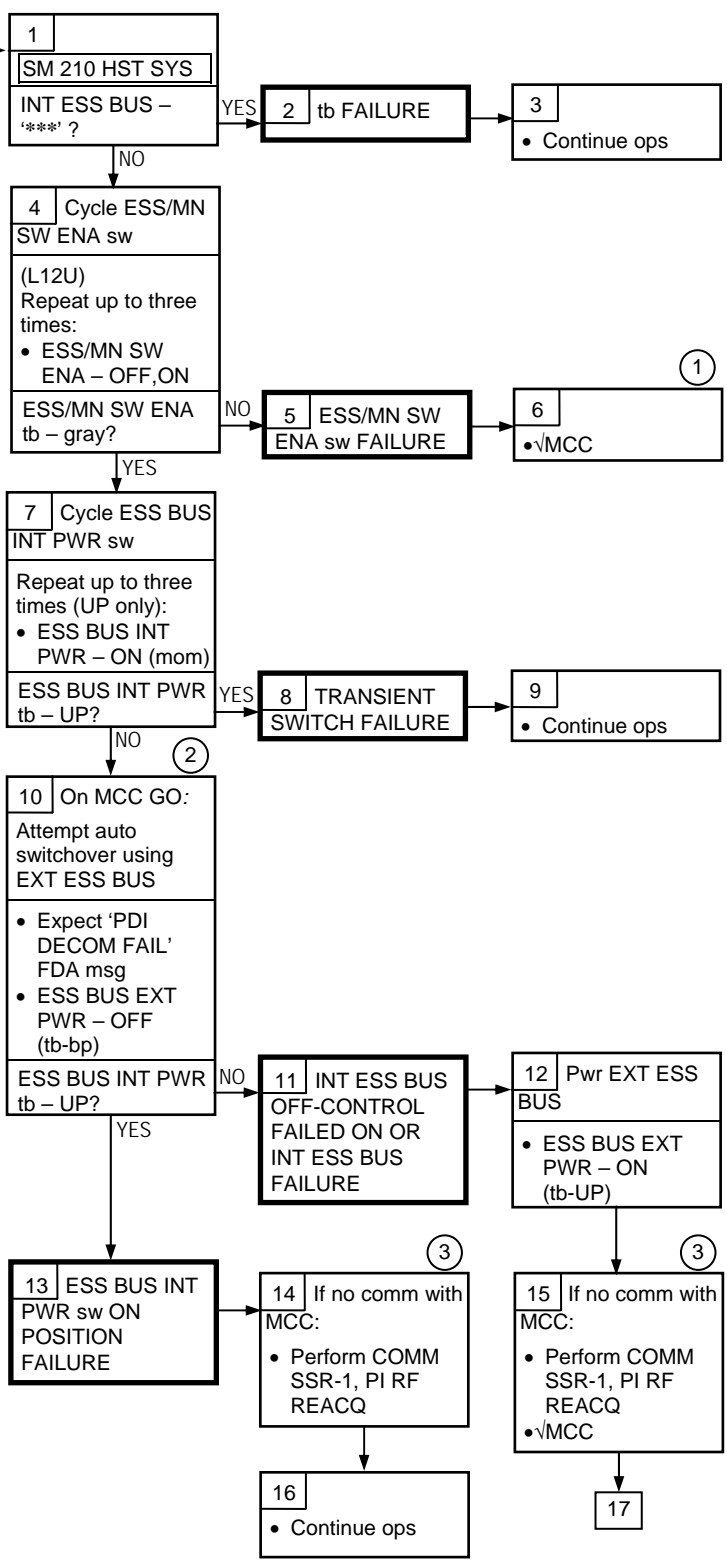 1
SM 210 HST SYS
INT ESS BUS –
‘***’ ?
YES
2 tb FAILURE
3
• Continue ops
NO
4 Cycle ESS/MN
SW ENA sw
(L12U)
Repeat up to three
times:
• ESS/MN SW
ENA – OFF,ON
ESS/MN SW ENA
tb – gray?
NO
5 ESS/MN SW
ENA sw FAILURE
1
6
•√MCC
YES
7 Cycle ESS BUS
INT PWR sw
Repeat up to three
times (UP only):
• ESS BUS INT
PWR – ON (mom)
ESS BUS INT PWR
tb – UP?
YES
8 TRANSIENT
SWITCH FAILURE
9
• Continue ops
NO
2
10 On MCC GO:
Attempt auto
switchover using
EXT ESS BUS
• Expect ‘PDI
DECOM FAIL’
FDA msg
• ESS BUS EXT
PWR – OFF
(tb-bp)
ESS BUS INT PWR
tb – UP?
NO
11 INT ESS BUS
OFF-CONTROL
FAILED ON OR
INT ESS BUS
FAILURE
12 Pwr EXT ESS
BUS
• ESS BUS EXT
PWR – ON
(tb-UP)
YES
13 ESS BUS INT
PWR sw ON
POSITION
FAILURE
3
14 If no comm with
MCC:
• Perform COMM
SSR-1, PI RF
REACQ
3
15 If no comm with
MCC:
• Perform COMM
SSR-1, PI RF
REACQ
•√MCC
16
• Continue ops
17